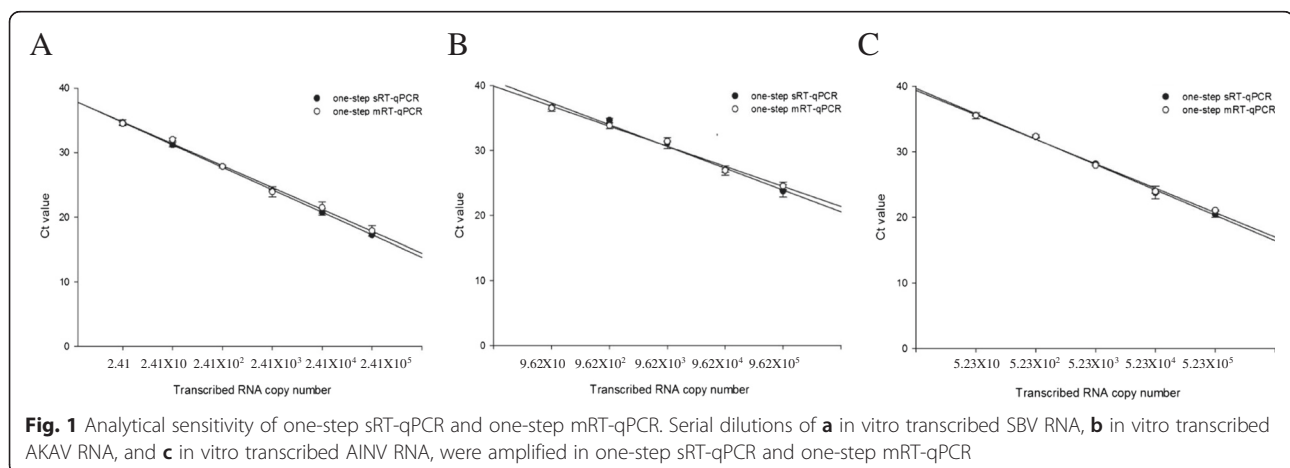 A
40
30
20
10
0
Ct value
one-step sRT-qPCR
one-step mRT-qPCR
2.41 2.41X10 2.41X10² 2.41X10³ 2.41X10⁴ 2.41X10⁵
Transcribed RNA copy number
B
40
30
20
10
0
Ct value
one-step sRT-qPCR
one-step mRT-qPCR
9.62X10 9.62X10² 9.62X10³ 9.62X10⁴ 9.62X10⁵
Transcribed RNA copy number
C
40
30
20
10
0
Ct value
one-step sRT-qPCR
one-step mRT-qPCR
5.23X10 5.23X10² 5.23X10³ 5.23X10⁴ 5.23X10⁵
Transcribed RNA copy number
Fig. 1 Analytical sensitivity of one-step sRT-qPCR and one-step mRT-qPCR. Serial dilutions of a in vitro transcribed SBV RNA, b in vitro transcribed
AKAV RNA, and c in vitro transcribed AINV RNA, were amplified in one-step sRT-qPCR and one-step mRT-qPCR